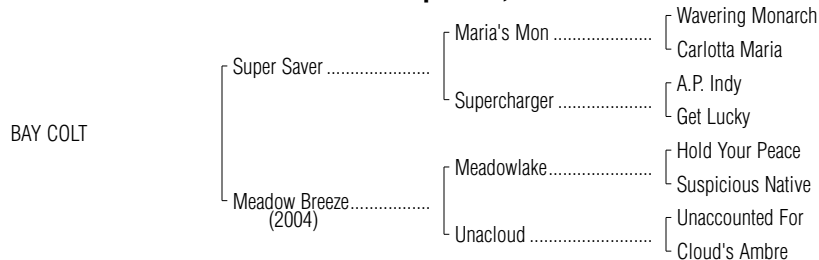 Wavering Monarch
Maria's Mon ....................
Carlotta Maria
Super Saver ......................
A.P. Indy
Supercharger ...................
Get Lucky
BAY COLT
Hold Your Peace
Meadowlake.....................
Suspicious Native
Meadow Breeze.................
(2004)
Unaccounted For
Unacloud .........................
Cloud's Ambre